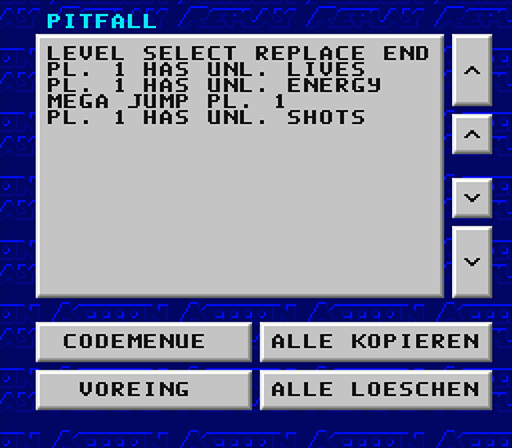 PITFALL
LEVEL SELECT REPLACE END
PL. 1 HAS UNL. LIVES
PL. 1 HAS UNL. ENERGY
MEGA JUMP PL. 1
PL. 1 HAS UNL. SHOTS
CODEMENUE
ALLE KOPIEREN
VOREING
ALLE LOESCHEN